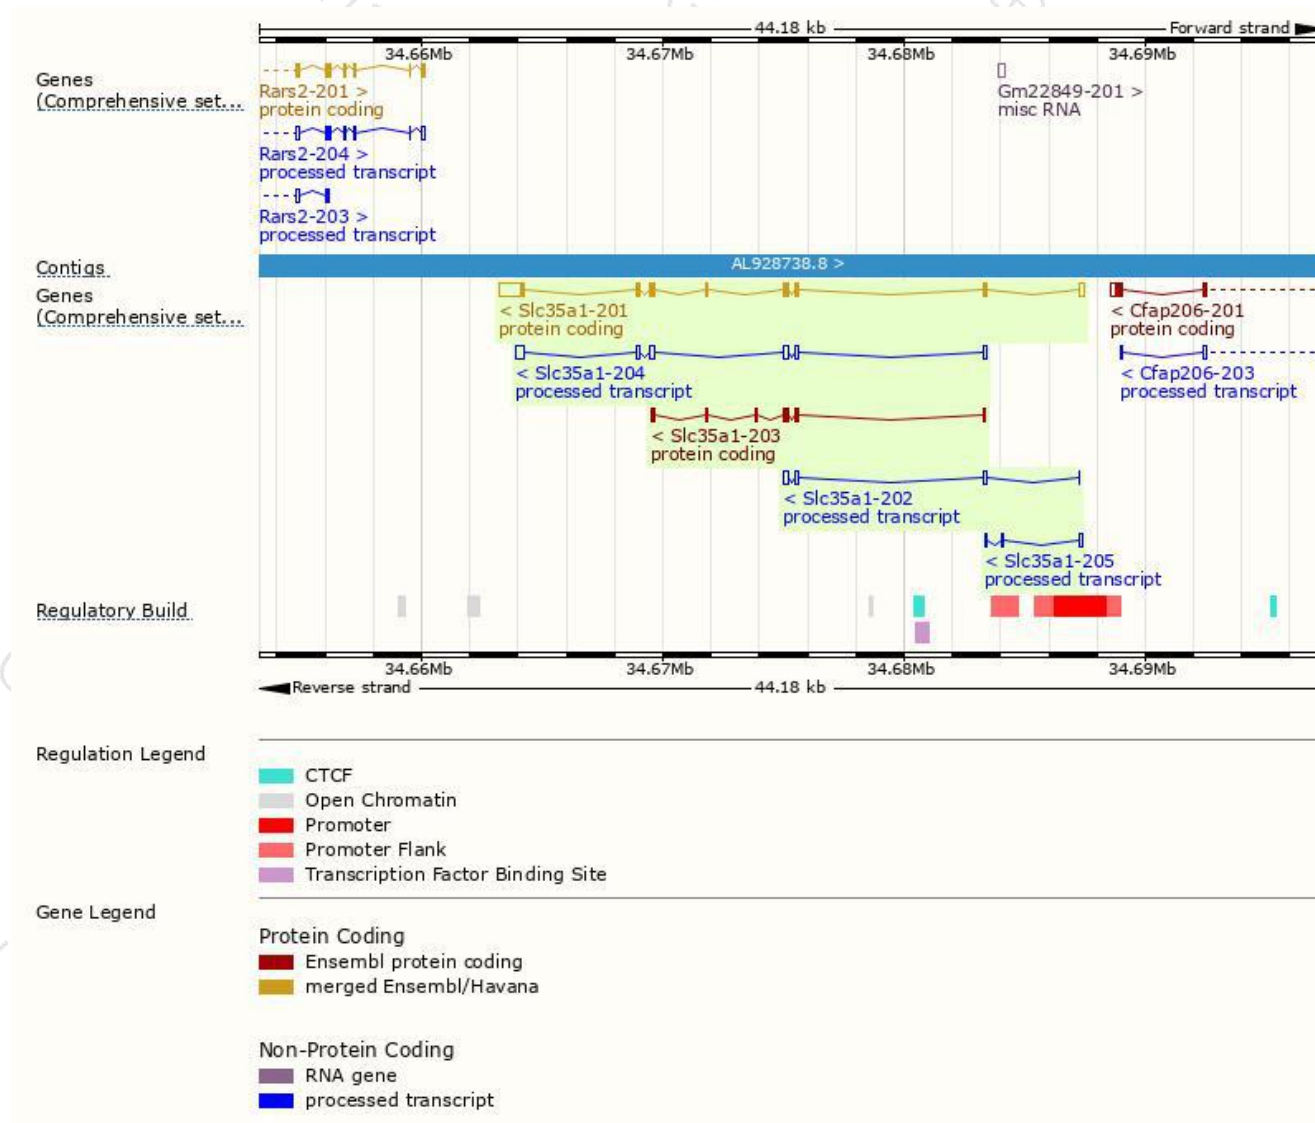 44.18 kb
Forward strand
34.66Mb 34.67Mb 34.68Mb 34.69Mb
Genes
(Comprehensive set...
Rars2-201 >
protein coding
Gm22849-201 >
misc RNA
Rars2-204 >
processed transcript
Rars2-203 >
processed transcript
Contigs
AL928738.8 >
Genes
(Comprehensive set...
< Slc35a1-201
protein coding
< Cfap206-201
protein coding
< Slc35a1-204
processed transcript
< Cfap206-203
processed transcript
< Slc35a1-203
protein coding
< Slc35a1-202
processed transcript
< Slc35a1-205
processed transcript
Regulatory Build
34.66Mb 34.67Mb 34.68Mb 34.69Mb
Reverse strand
44.18 kb
Regulation Legend
CTCF
Open Chromatin
Promoter
Promoter Flank
Transcription Factor Binding Site
Gene Legend
Protein Coding
Ensembl protein coding
merged Ensembl/Havana
Non-Protein Coding
RNA gene
processed transcript